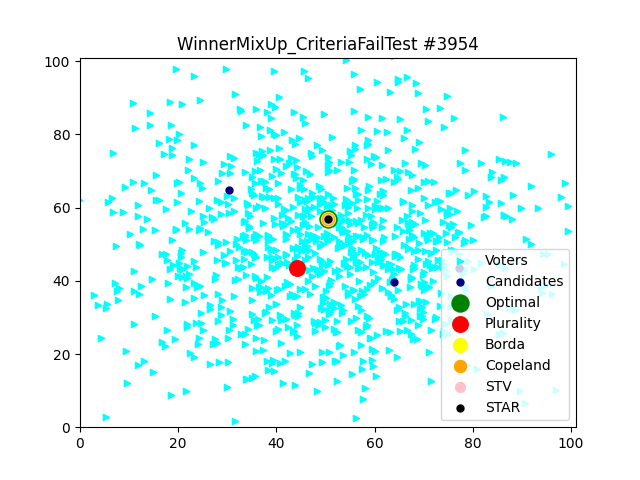 WinnerMixUp_CriteriaFailTest #3954
100
80
60
40
20
0
0 20 40 60 80 100
Voters
Candidates
Optimal
Plurality
Borda
Copeland
STV
STAR